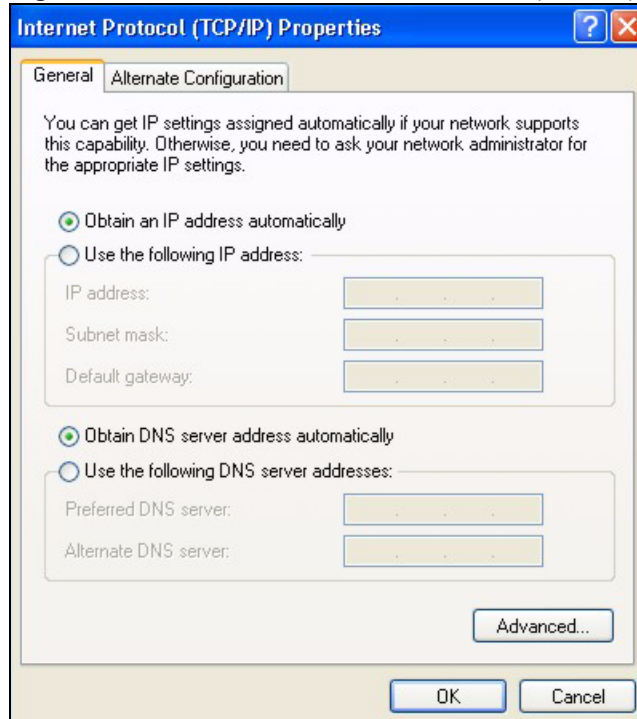 Internet Protocol (TCP/IP) Properties
General
Alternate Configuration
You can get IP settings assigned automatically if your network supports
this capability. Otherwise, you need to ask your network administrator for
the appropriate IP settings.
Obtain an IP address automatically
Use the following IP address:
IP address:
Subnet mask:
Default gateway:
Obtain DNS server address automatically
Use the following DNS server addresses:
Preferred DNS server:
Alternate DNS server:
Advanced...
OK
Cancel